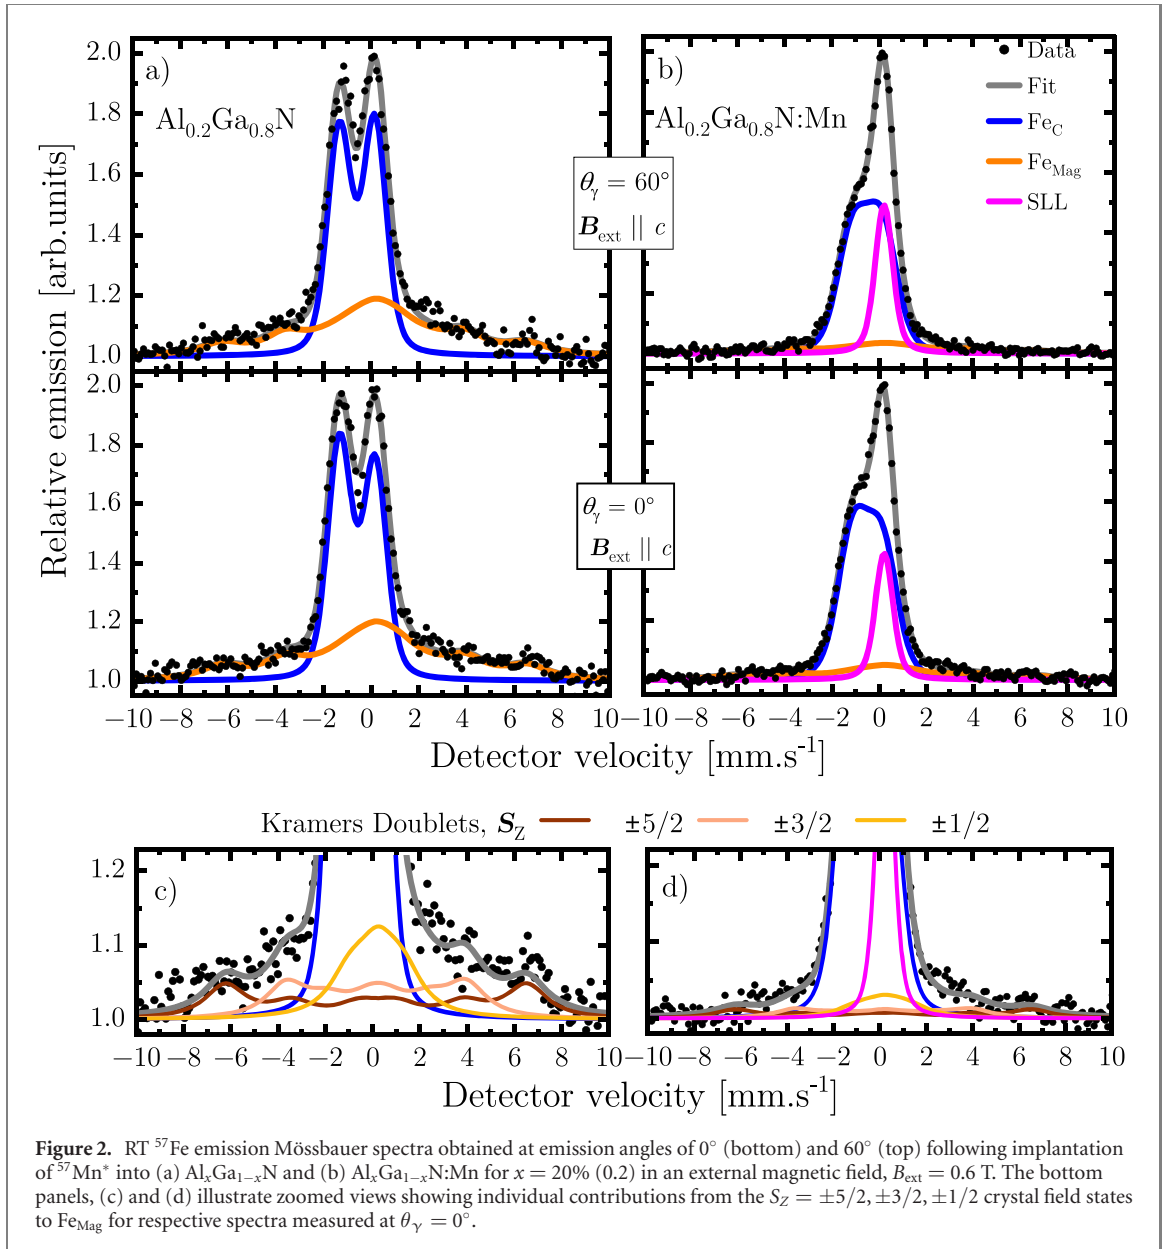 2.0
1.8
1.6
1.4
1.2
1.0
2.0
1.8
1.6
1.4
1.2
1.0
Relative emission [arb.units]
a)
Al0.2Ga0.8N
b)
Al0.2Ga0.8N:Mn
Data
Fit
FeC
FeMag
SLL
θγ = 60°
Bext || c
θγ = 0°
Bext || c
−10 −8 −6 −4 −2 0 2 4 6 8 10
−10 −8 −6 −4 −2 0 2 4 6 8 10
Detector velocity [mm.s-1]
Kramers Doublets, SZ ±5/2 ±3/2 ±1/2
1.2
1.1
1.0
c)
d)
−10 −8 −6 −4 −2 0 2 4 6 8 10
−10 −8 −6 −4 −2 0 2 4 6 8 10
Detector velocity [mm.s-1]
Figure 2. RT 57Fe emission Mössbauer spectra obtained at emission angles of 0° (bottom) and 60° (top) following implantation
of 57Mn* into (a) AlxGa1−xN and (b) AlxGa1−xN:Mn for x = 20% (0.2) in an external magnetic field, Bext = 0.6 T. The bottom
panels, (c) and (d) illustrate zoomed views showing individual contributions from the SZ = ±5/2, ±3/2, ±1/2 crystal field states
to FeMag for respective spectra measured at θγ = 0°.